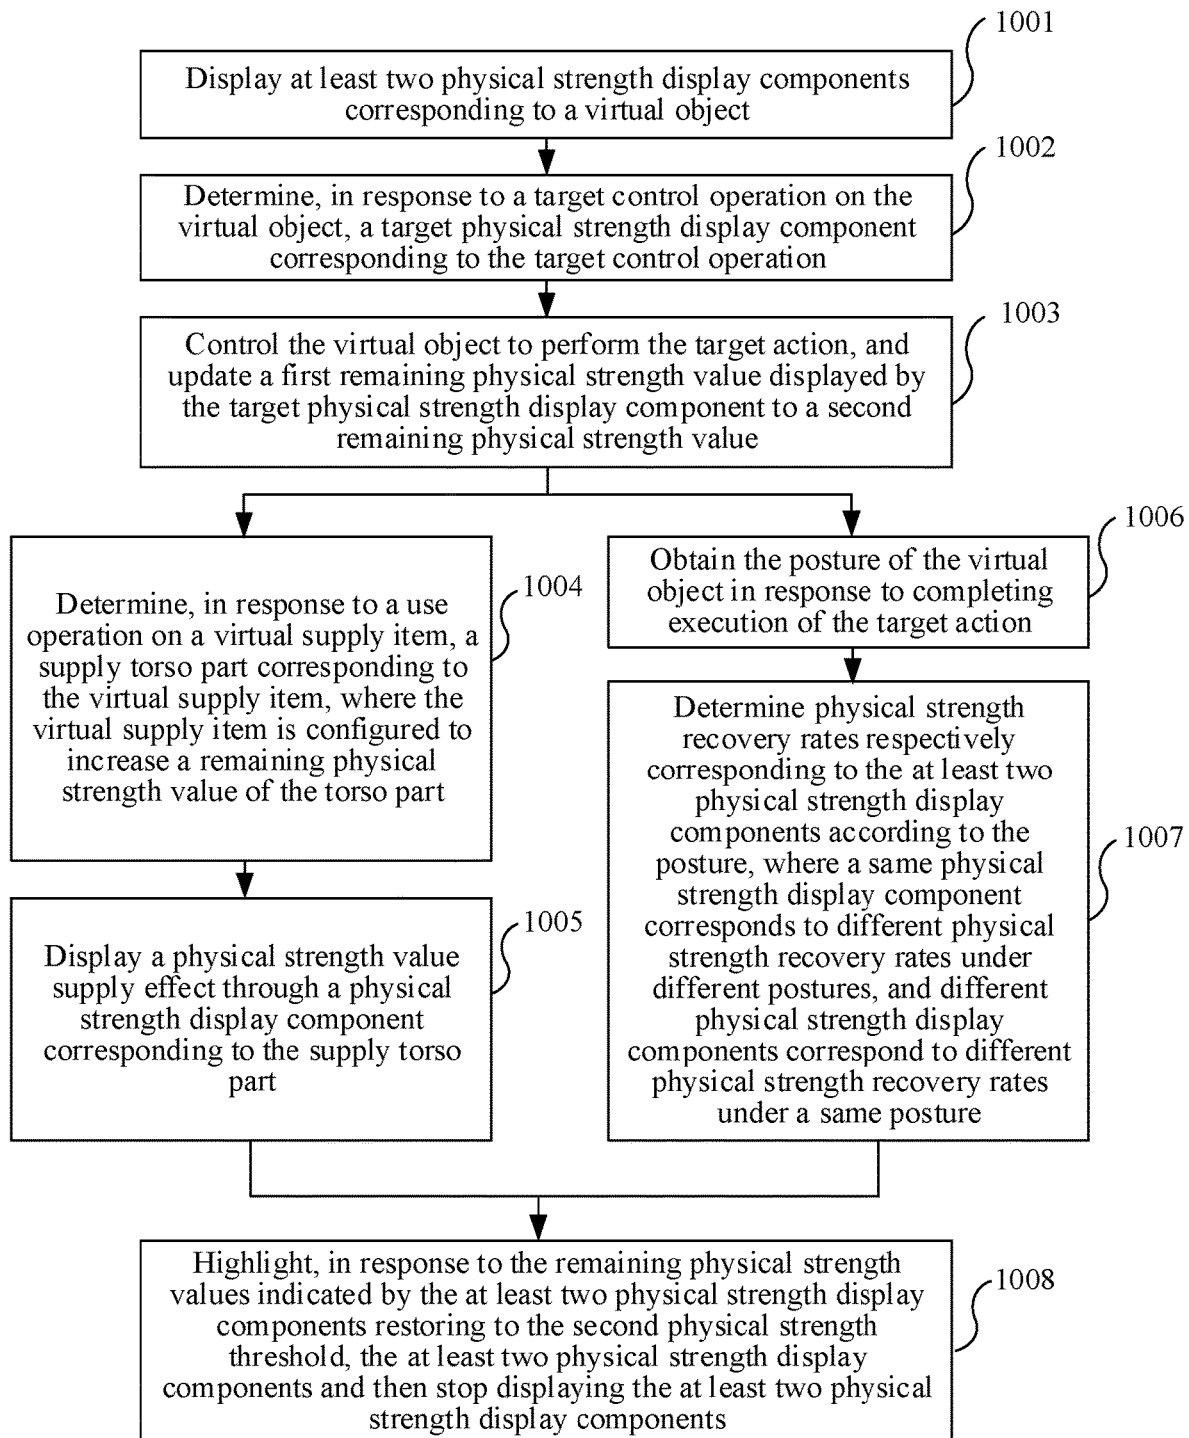 1001
Display at least two physical strength display components
corresponding to a virtual object
1002
Determine, in response to a target control operation on the
virtual object, a target physical strength display component
corresponding to the target control operation
1003
Control the virtual object to perform the target action, and
update a first remaining physical strength value displayed by
the target physical strength display component to a second
remaining physical strength value
1004
Determine, in response to a use
operation on a virtual supply item, a
supply torso part corresponding to
the virtual supply item, where the
virtual supply item is configured to
increase a remaining physical
strength value of the torso part
1005
Display a physical strength value
supply effect through a physical
strength display component
corresponding to the supply torso
part
1006
Obtain the posture of the virtual
object in response to completing
execution of the target action
1007
Determine physical strength
recovery rates respectively
corresponding to the at least two
physical strength display
components according to the
posture, where a same physical
strength display component
corresponds to different physical
strength recovery rates under
different postures, and different
physical strength display
components correspond to different
physical strength recovery rates
under a same posture
1008
Highlight, in response to the remaining physical strength
values indicated by the at least two physical strength display
components restoring to the second physical strength
threshold, the at least two physical strength display
components and then stop displaying the at least two physical
strength display components